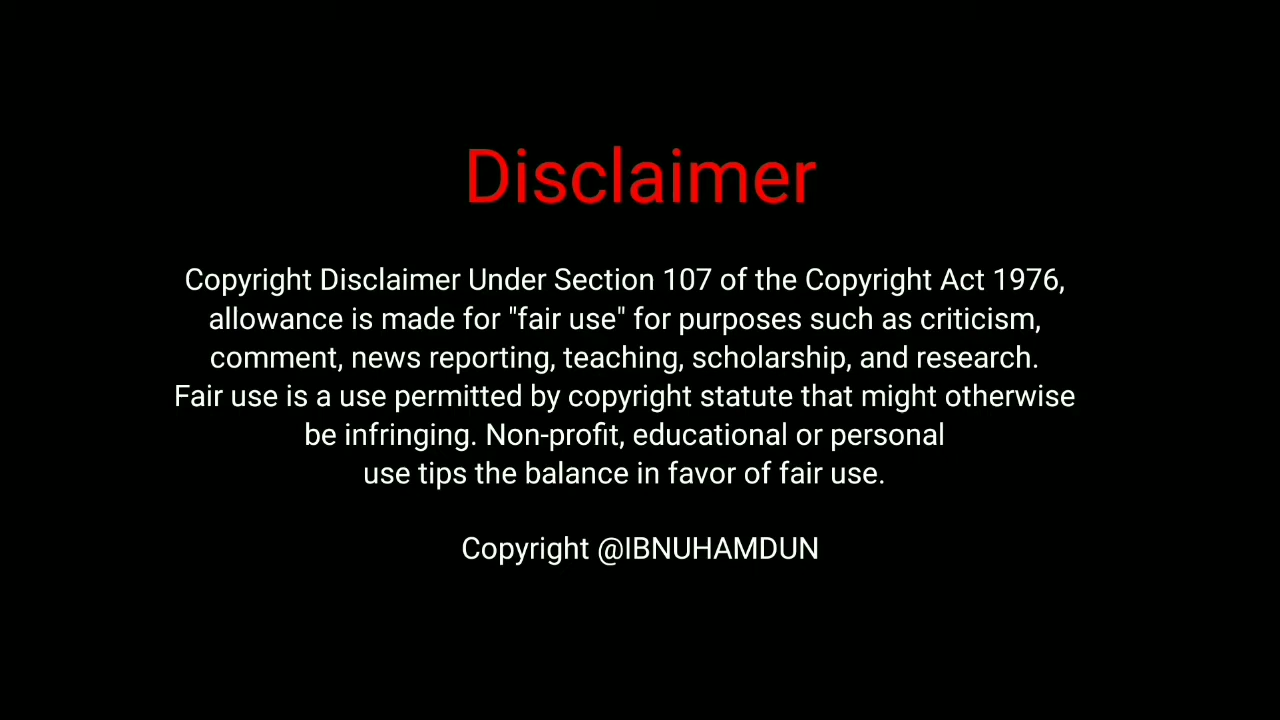 Disclaimer
Copyright Disclaimer Under Section 107 of the Copyright Act 1976,
allowance is made for "fair use" for purposes such as criticism,
comment, news reporting, teaching, scholarship, and research.
Fair use is a use permitted by copyright statute that might otherwise
be infringing. Non-profit, educational or personal
use tips the balance in favor of fair use.
Copyright @IBNUHAMDUN